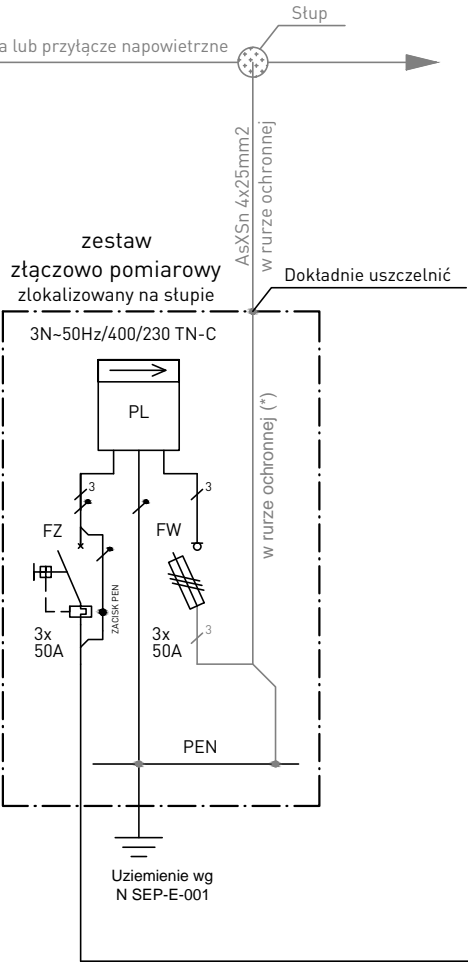 Słup
a lub przyłącze napowietrzne
AsXSn 4x25mm2
w rurze ochronnej
zestaw
złączowo pomiarowy
zlokalizowany na słupie
Dokładnie uszczelnić
3N~50Hz/400/230 TN-C
PL
w rurze ochronnej (*)
3
3
FZ
FW
ZACISK PEN
3x
50A
3x
50A
3
PEN
Uziemienie wg
N SEP-E-001